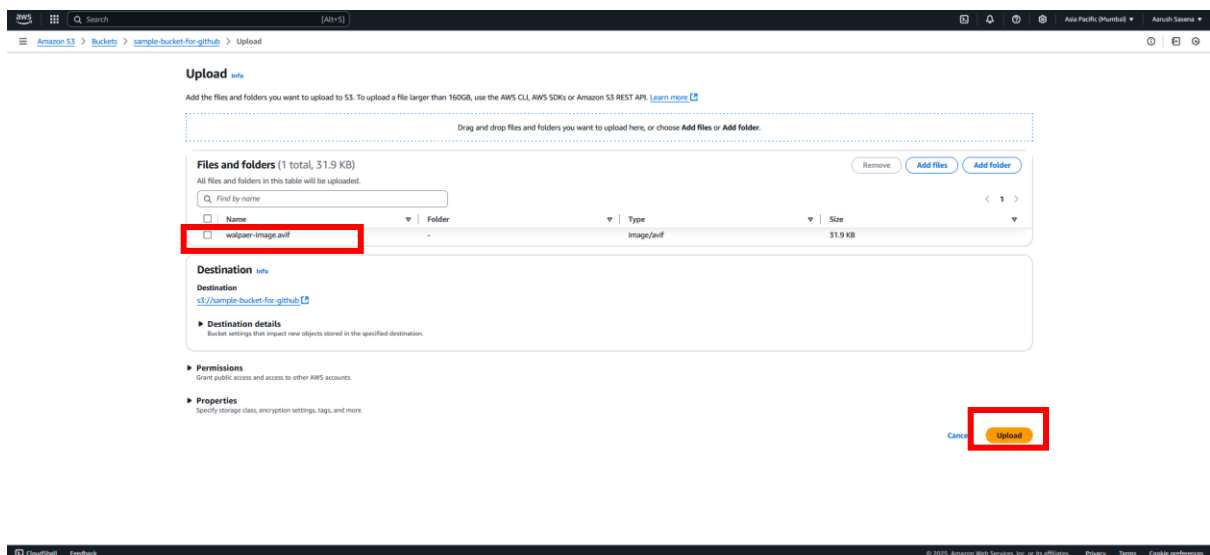 aws Search [Alt+S] Asia Pacific (Mumbai) Aarush Saxena
Amazon S3 > Buckets > sample-bucket-for-github > Upload
Upload Info
Add the files and folders you want to upload to S3. To upload a file larger than 160GB, use the AWS CLI, AWS SDKs or Amazon S3 REST API. Learn more
Drag and drop files and folders you want to upload here, or choose Add files or Add folder.
Files and folders (1 total, 31.9 KB) Remove Add files Add folder
All files and folders in this table will be uploaded.
Find by name < 1 >
Name Folder Type Size
walpaer-image.avif - image/avif 31.9 KB
Destination Info
Destination
s3://sample-bucket-for-github
Destination details
Bucket settings that impact new objects stored in the specified destination.
Permissions
Grant public access and access to other AWS accounts.
Properties
Specify storage class, encryption settings, tags, and more.
Cance Upload
CloudShell Feedback © 2025, Amazon Web Services, Inc. or its affiliates. Privacy Terms Cookie preferences